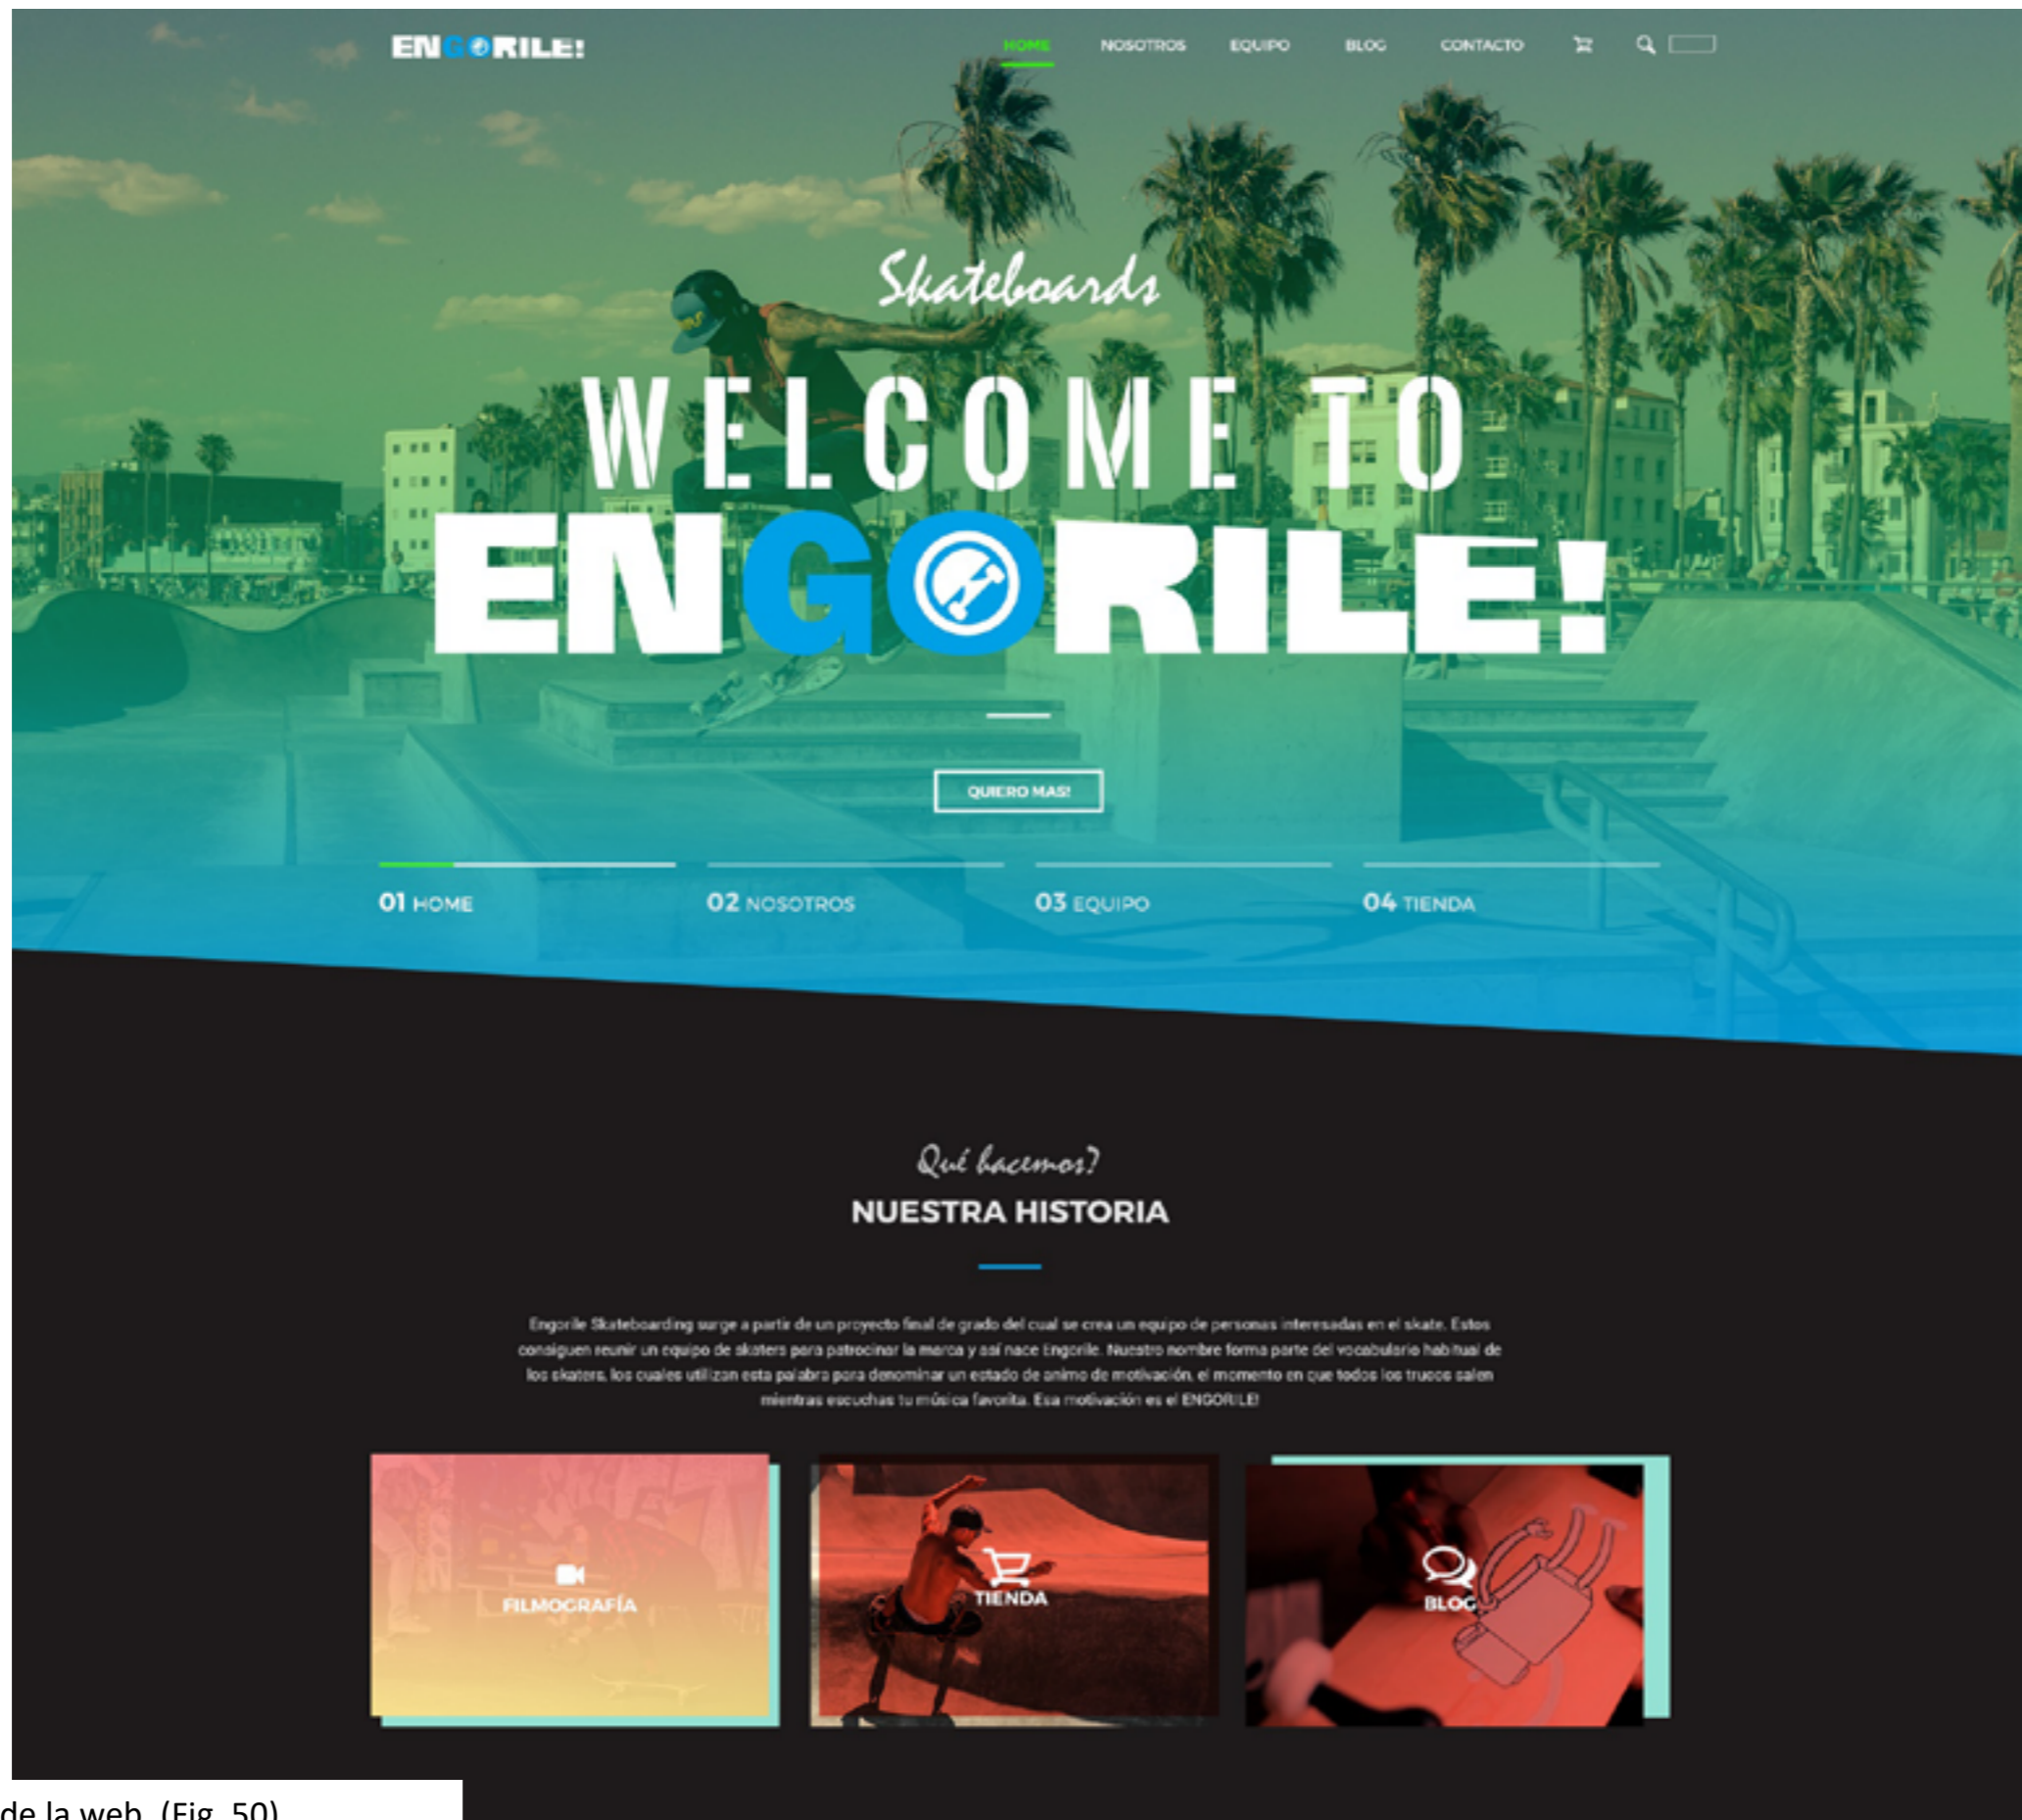 ENGORILE!
HOME NOSOTROS EQUIPO BLOG CONTACTO
Skateboards
WELCOME TO
ENGORILE!
QUIERO MAS!
01 HOME 02 NOSOTROS 03 EQUIPO 04 TIENDA
Qué hacemos?
NUESTRA HISTORIA
Engorile Skateboarding surge a partir de un proyecto final de grado del cual se crea un equipo de personas interesadas en el skate. Estos
consiguen reunir un equipo de skaters para patrocinar la marca y así nace Engorile. Nuestro nombre forma parte del vocabulario habitual de
los skaters, los cuales utilizan esta palabra para denominar un estado de animo de motivación, el momento en que todos los trucos salen
mientras escuchas tu música favorita. Esa motivación es el ENGORILE!
FILMOGRAFÍA TIENDA BLOG
de la web. (Fig. 50)